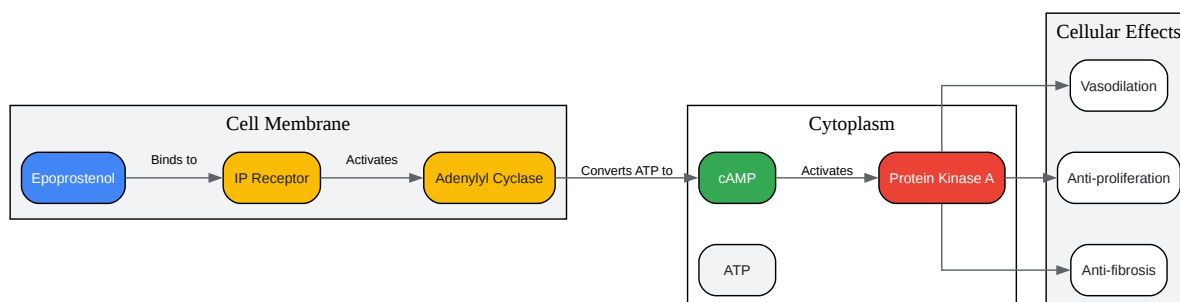 Cellular Effects
Vasodilation
Cell Membrane
Cytoplasm
Epoprostenol
Binds to
IP Receptor
Activates
Adenylyl Cyclase
Converts ATP to
cAMP
Activates
Protein Kinase A
Anti-proliferation
ATP
Anti-fibrosis